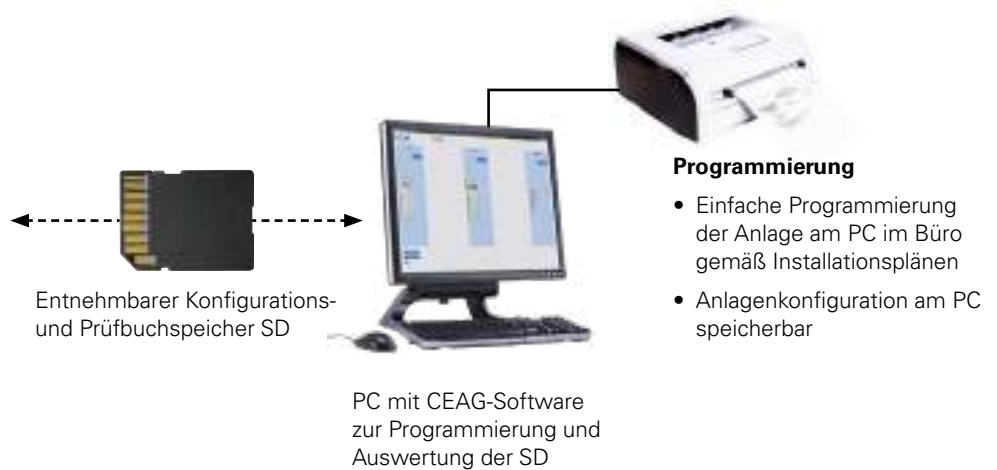 Programmierung
• Einfache Programmierung
der Anlage am PC im Büro
gemäß Installationsplänen
• Anlagenkonfiguration am PC
speicherbar
Entnehmbarer Konfigurations-
und Prüfbuchspeicher SD
PC mit CEAG-Software
zur Programmierung und
Auswertung der SD